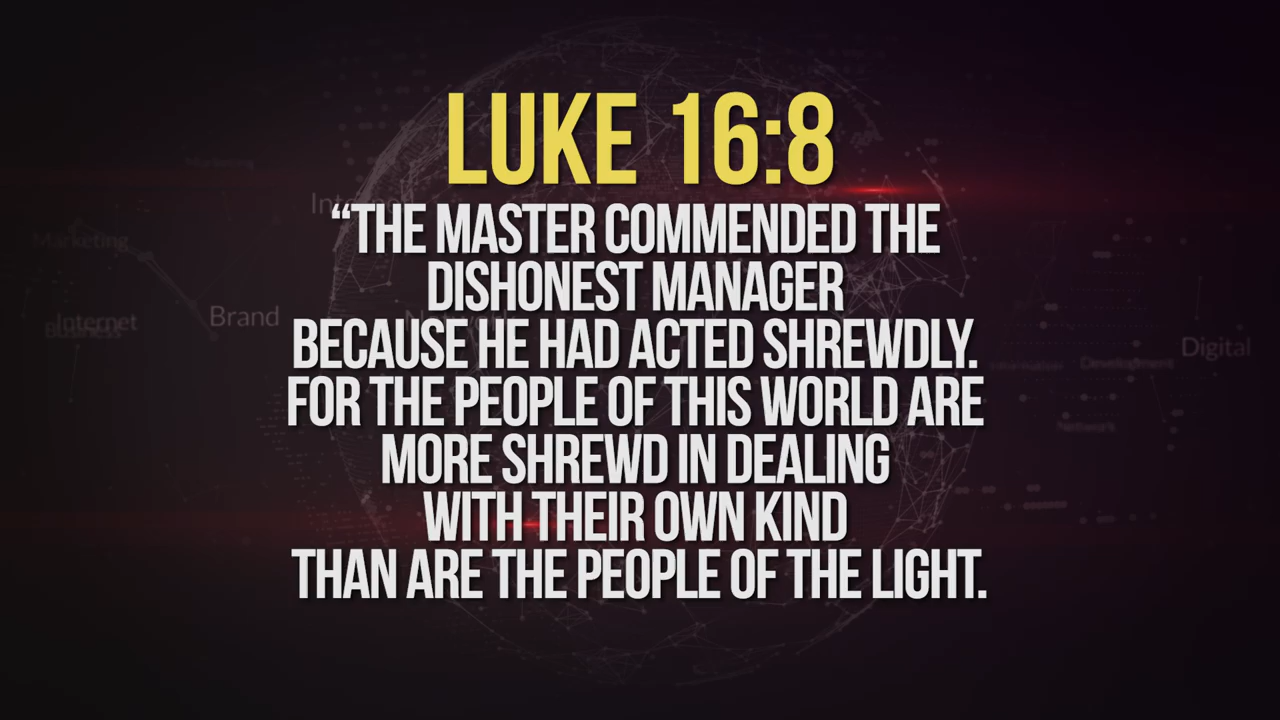 LUKE 16:8
“THE MASTER COMMENDED THE
DISHONEST MANAGER
BECAUSE HE HAD ACTED SHREWDLY.
FOR THE PEOPLE OF THIS WORLD ARE
MORE SHREWD IN DEALING
WITH THEIR OWN KIND
THAN ARE THE PEOPLE OF THE LIGHT.
Marketing
Marketing
Internet
Brand
Digital
Development